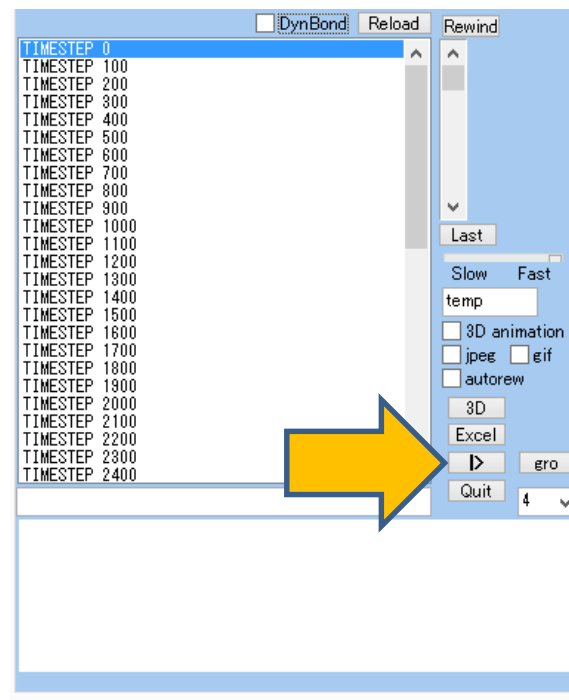 DynBond Reload Rewind
TIMESTEP 0
TIMESTEP 100
TIMESTEP 200
TIMESTEP 300
TIMESTEP 400
TIMESTEP 500
TIMESTEP 600
TIMESTEP 700
TIMESTEP 800
TIMESTEP 900
TIMESTEP 1000
TIMESTEP 1100
TIMESTEP 1200
TIMESTEP 1300
TIMESTEP 1400
TIMESTEP 1500
TIMESTEP 1600
TIMESTEP 1700
TIMESTEP 1800
TIMESTEP 1900
TIMESTEP 2000
TIMESTEP 2100
TIMESTEP 2200
TIMESTEP 2300
TIMESTEP 2400
Last
Slow Fast
temp
3D animation
jpeg gif
autorew
3D
Excel
|> gro
Quit 4